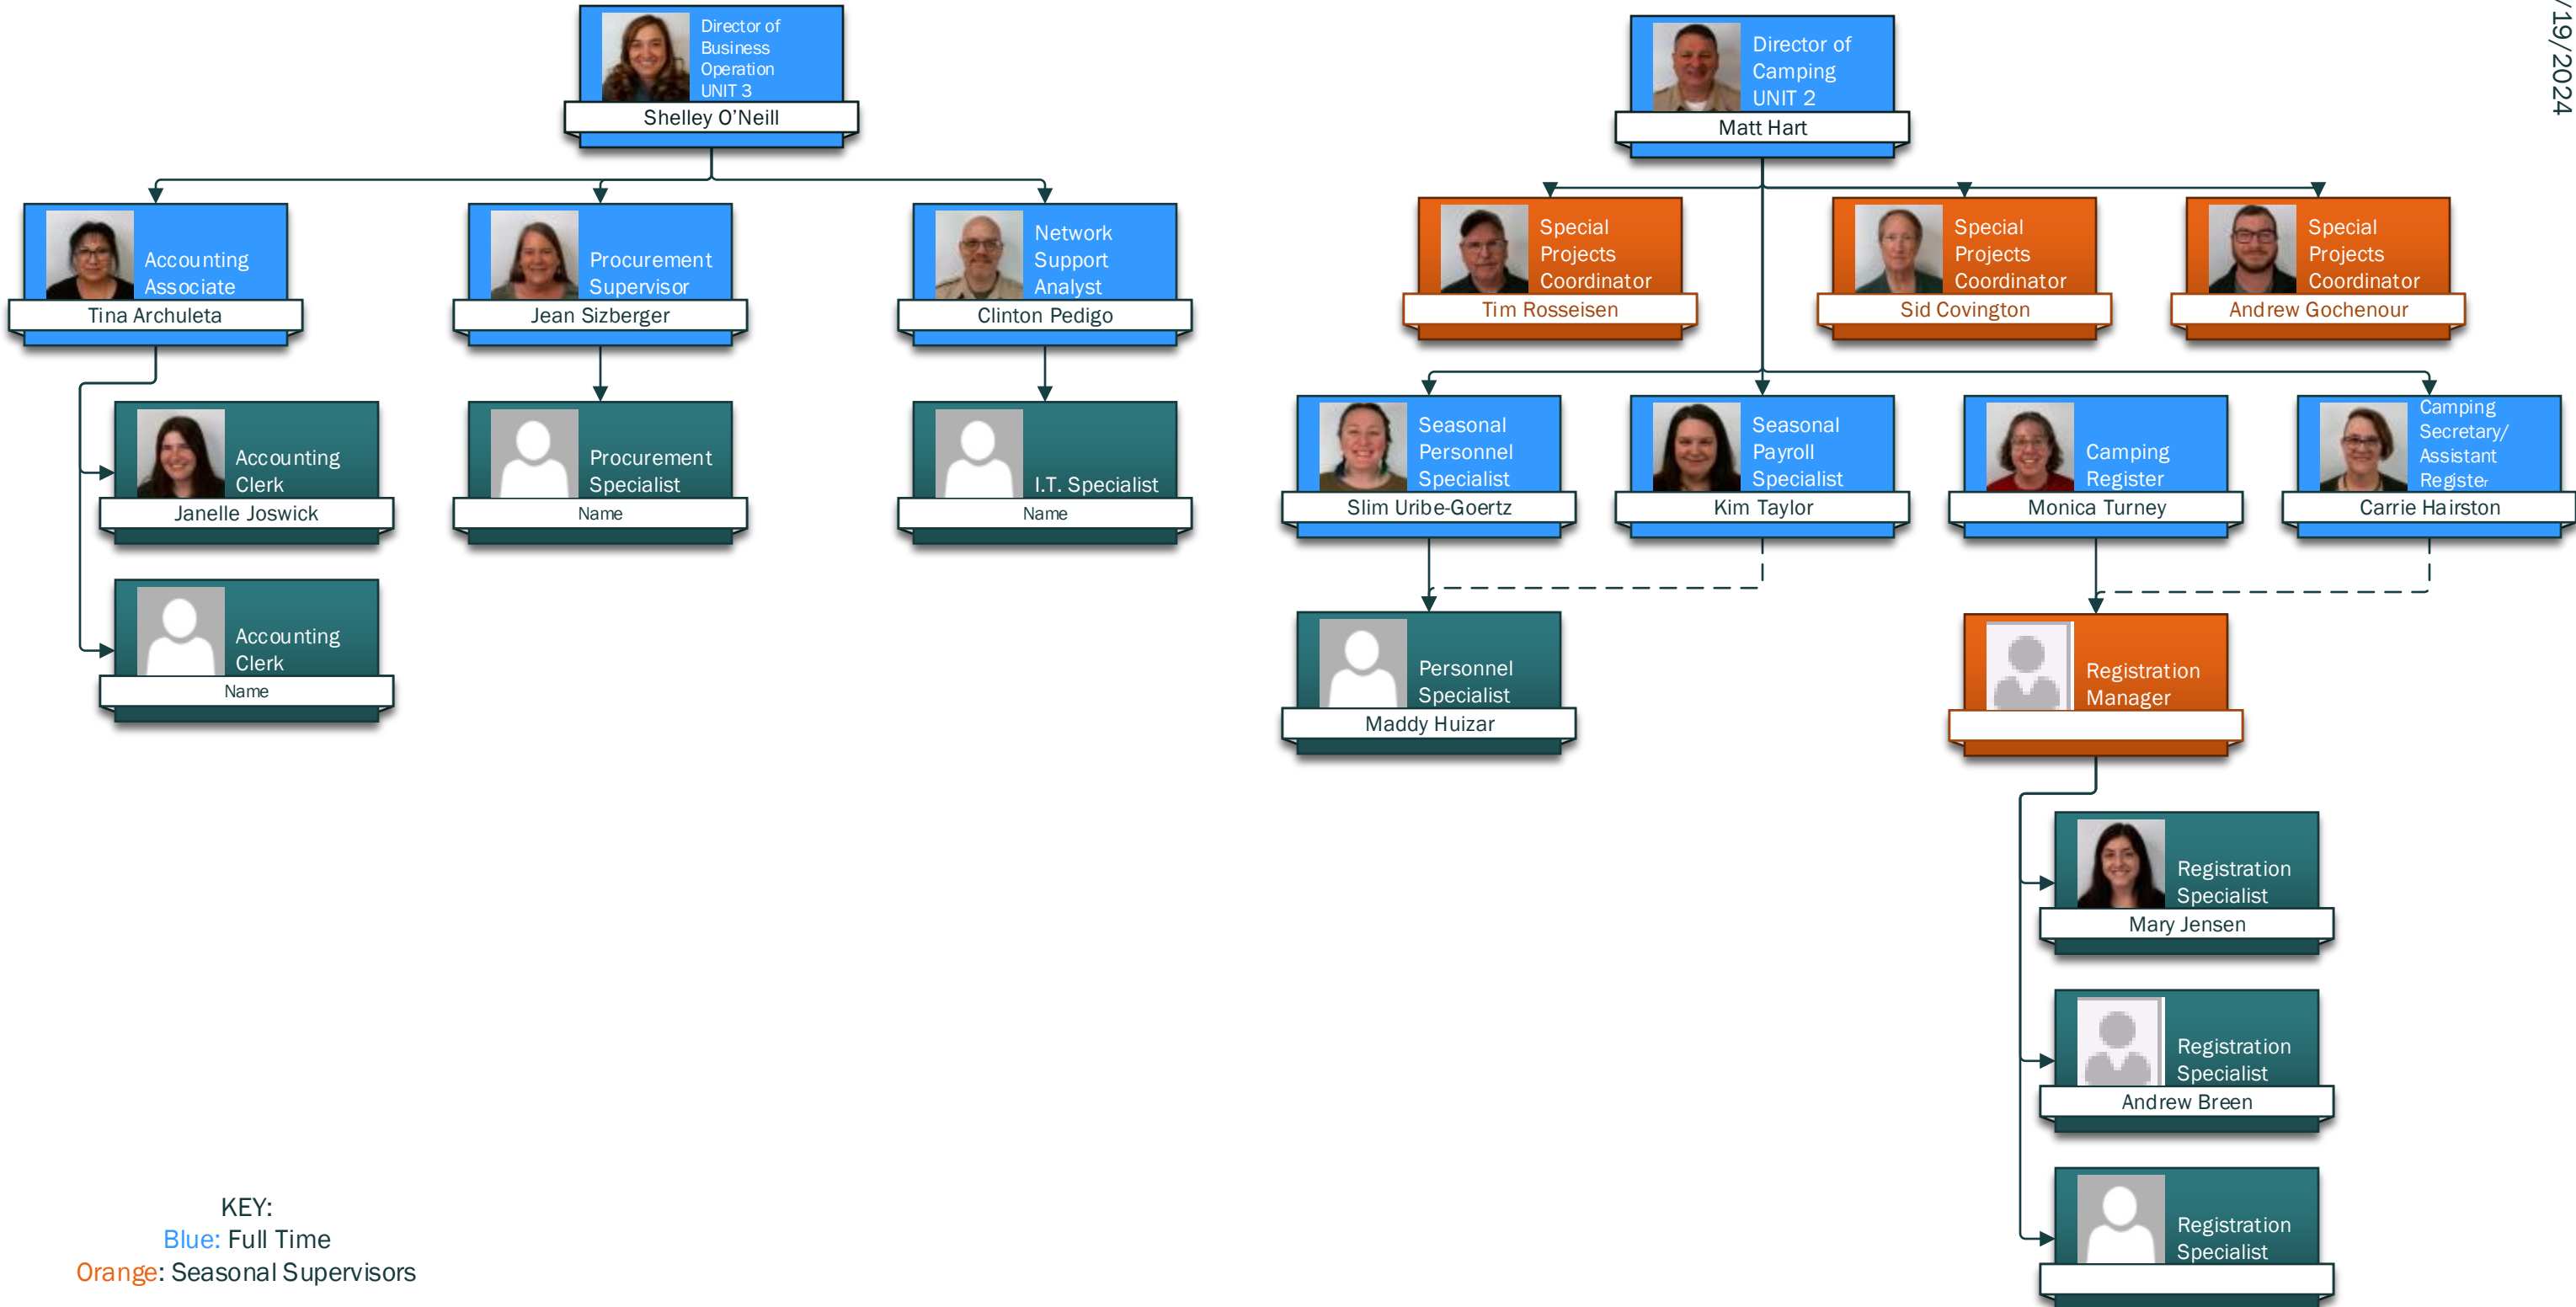 /19/2024
Director of
Business
Operation
UNIT 3
Shelley O’Neill
Director of
Camping
UNIT 2
Matt Hart
Accounting
Associate
Tina Archuleta
Procurement
Supervisor
Jean Sizberger
Network
Support
Analyst
Clinton Pedigo
Special
Projects
Coordinator
Tim Rosseisen
Special
Projects
Coordinator
Sid Covington
Special
Projects
Coordinator
Andrew Gochenour
Accounting
Clerk
Janelle Joswick
Procurement
Specialist
Name
I.T. Specialist
Name
Seasonal
Personnel
Specialist
Slim Uribe-Goertz
Seasonal
Payroll
Specialist
Kim Taylor
Camping
Register
Monica Turney
Camping
Secretary/
Assistant
Register
Carrie Hairston
Accounting
Clerk
Name
Personnel
Specialist
Maddy Huizar
Registration
Manager
Registration
Specialist
Mary Jensen
Registration
Specialist
Andrew Breen
Registration
Specialist
KEY:
Blue: Full Time
Orange: Seasonal Supervisors